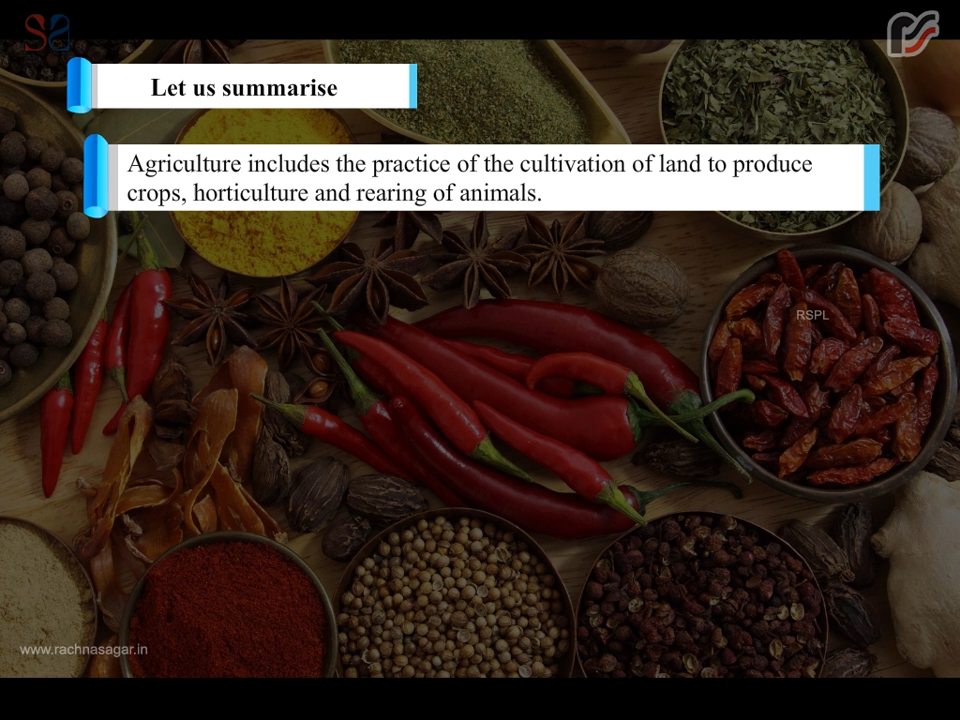 Let us summarise
Agriculture includes the practice of the cultivation of land to produce
crops, horticulture and rearing of animals.
RSPL
www.rachnasagar.in